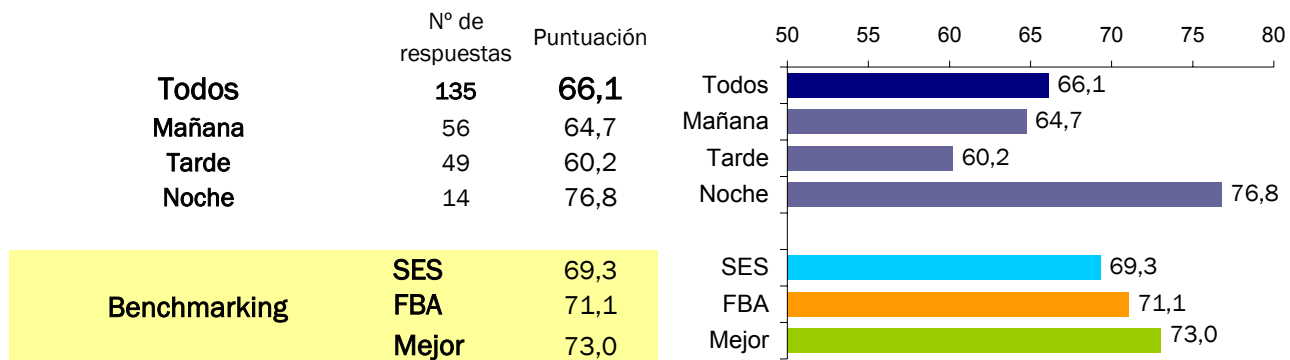 Nº de
respuestas Puntuación
Todos 135 66,1
Mañana 56 64,7
Tarde 49 60,2
Noche 14 76,8
Benchmarking
SES 69,3
FBA 71,1
Mejor 73,0
50 55 60 65 70 75 80
Todos 66,1
Mañana 64,7
Tarde 60,2
Noche 76,8
SES 69,3
FBA 71,1
Mejor 73,0